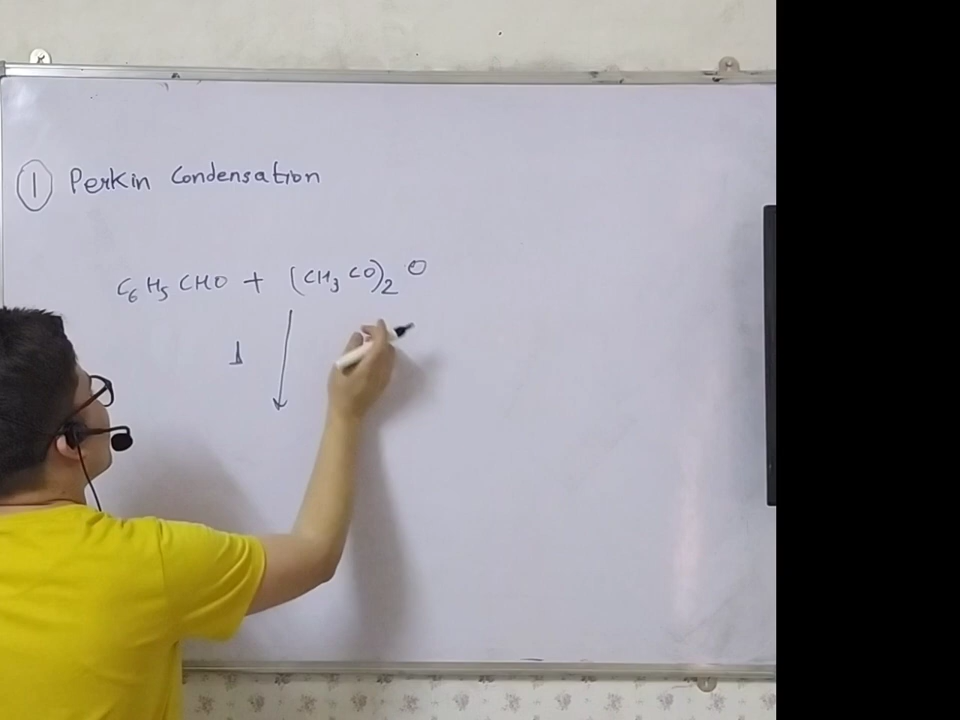 ① Perkin Condensation
C₆H₅CHO + (CH₃CO)₂O